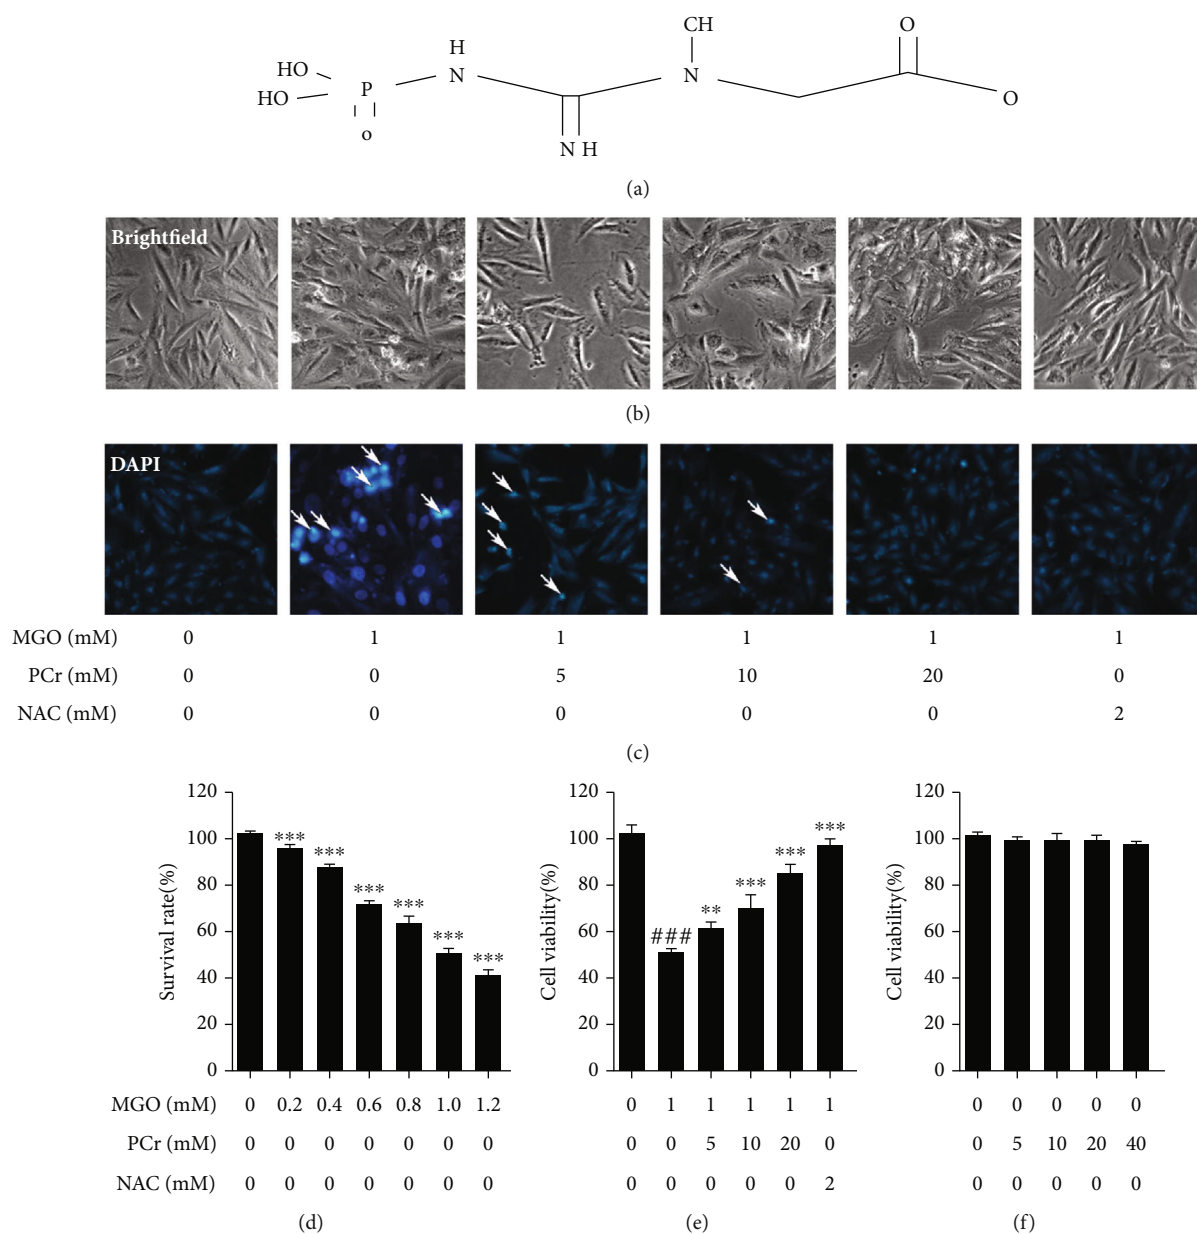 CH O
H
HO N N
HO P O
o N H
(a)
Brightfield
(b)
DAPI
MGO (mM) 0 1 1 1 1 1
PCr (mM) 0 0 5 10 20 0
NAC (mM) 0 0 0 0 0 2
(c)
120 100 80 60 40 20 0
Survival rate(%)
*** *** *** *** *** ***
MGO (mM) 0 0.2 0.4 0.6 0.8 1.0 1.2
PCr (mM) 0 0 0 0 0 0 0
NAC (mM) 0 0 0 0 0 0 0
(d)
120 100 80 60 40 20 0
Cell viability(%)
### ** *** *** ***
0 1 1 1 1 1
0 0 5 10 20 0
0 0 0 0 0 2
(e)
120 100 80 60 40 20 0
Cell viability(%)
0 0 0 0 0
0 5 10 20 40
0 0 0 0 0
(f)